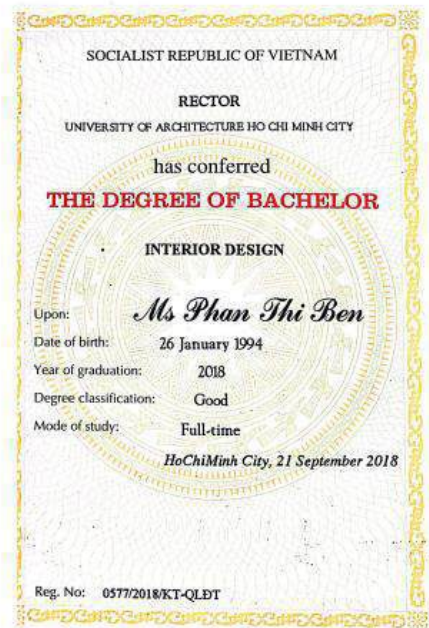 SOCIALIST REPUBLIC OF VIETNAM
RECTOR
UNIVERSITY OF ARCHITECTURE HO CHI MINH CITY
has conferred
THE DEGREE OF BACHELOR
INTERIOR DESIGN
Upon: Ms Phan Thi Ben
Date of birth: 26 January 1994
Year of graduation: 2018
Degree classification: Good
Mode of study: Full-time
HoChiMinh City, 21 September 2018
Reg. No: 0577/2018/KT-QLĐT